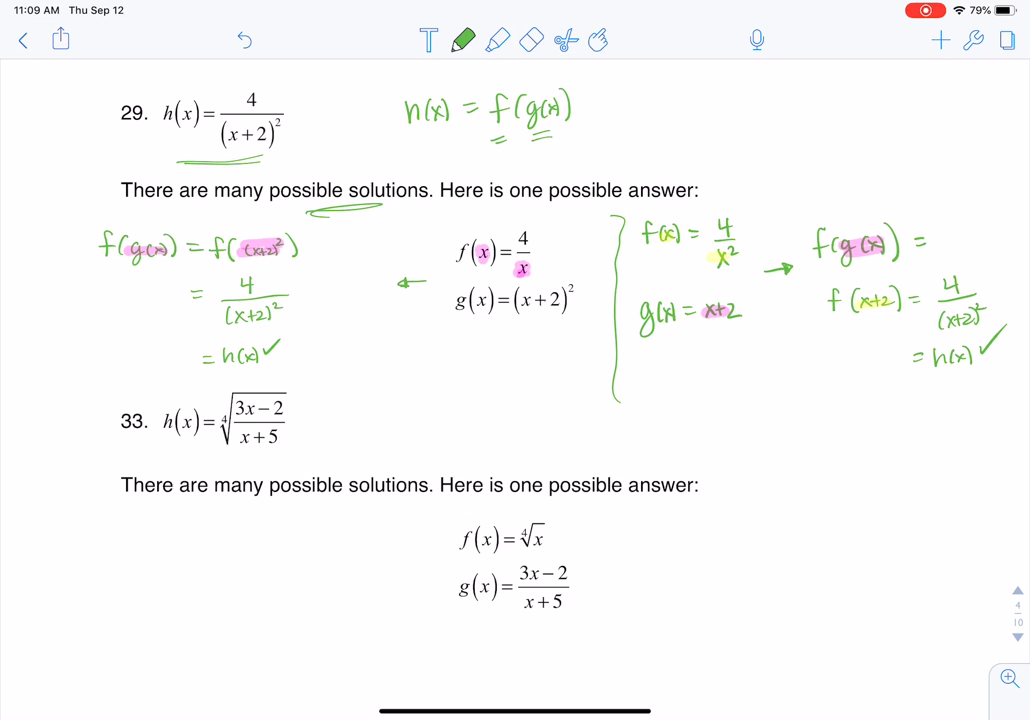 11:09 AM Thu Sep 12
79%
29. h(x) = 4/(x+2)²
h(x) = f(g(x))
There are many possible solutions. Here is one possible answer:
f(g(x)) = f((x+2)²)
= 4/(x+2)²
= h(x) ✓
f(x) = 4/x
g(x) = (x+2)²
←
f(x) = 4/x²
g(x) = x+2
→
f(g(x)) =
f(x+2) = 4/(x+2)²
= h(x) ✓
33. h(x) = ∜((3x−2)/(x+5))
There are many possible solutions. Here is one possible answer:
f(x) = ∜x
g(x) = (3x−2)/(x+5)
4
10